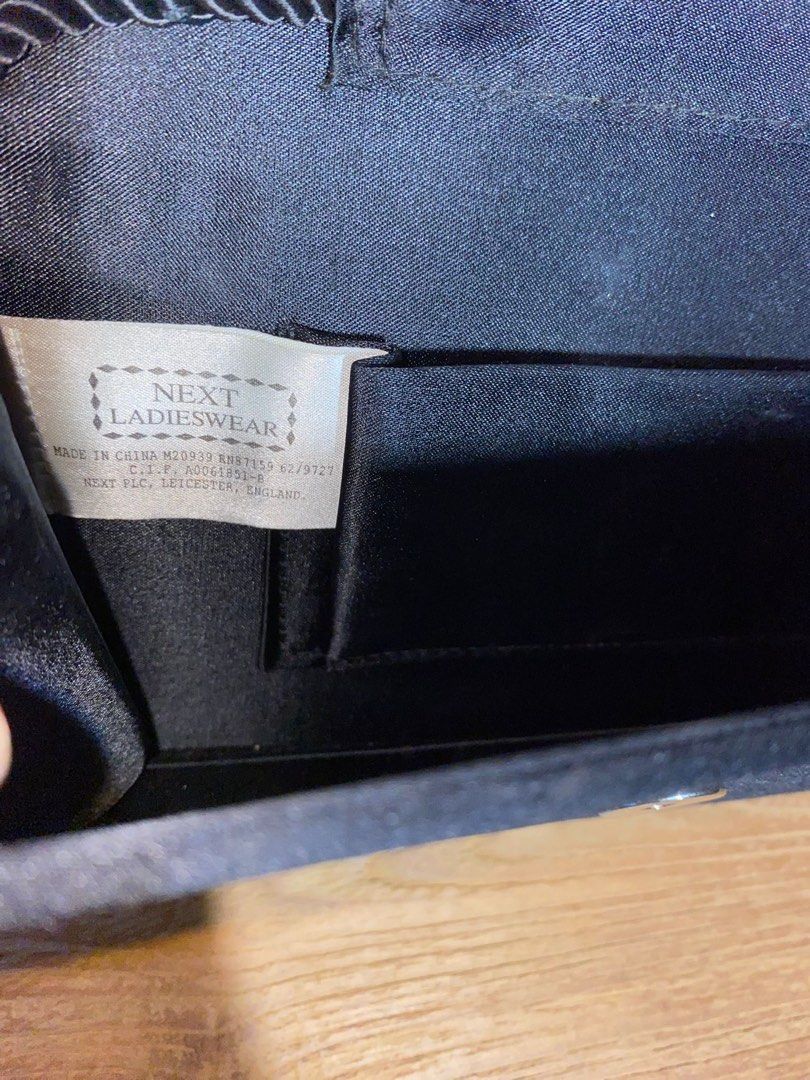 NEXT
LADIESWEAR
MADE IN CHINA M20939 RN87159 62/9727
C.I.F. A0061851-B
NEXT PLC, LEICESTER, ENGLAND.